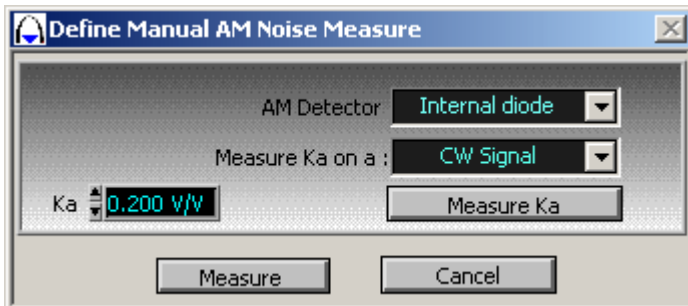 Define Manual AM Noise Measure
AM Detector Internal diode
Measure Ka on a : CW Signal
Ka 0.200 V/V Measure Ka
Measure Cancel